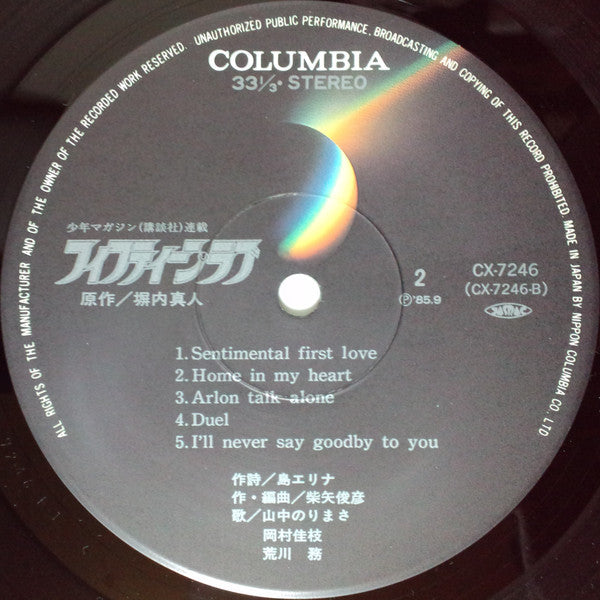 ALL RIGHTS OF THE MANUFACTURER AND OF THE OWNER OF THE RECORDED WORK RESERVED. UNAUTHORIZED PUBLIC PERFORMANCE, BROADCASTING AND COPYING OF THIS RECORD PROHIBITED. MADE IN JAPAN BY NIPPON COLUMBIA CO., LTD
COLUMBIA
33⅓• STEREO
少年マガジン(講談社)連載
フィフティーン・ラブ
原作/塀内真人
2
Ⓟ'85.9
CX-7246
(CX-7246-B)
JASRAC
1.Sentimental first love
2.Home in my heart
3.Arlon talk alone
4.Duel
5.I'll never say goodby to you
作詩/島エリナ
作・編曲/柴矢俊彦
歌/山中のりまさ
岡村佳枝
荒川 務